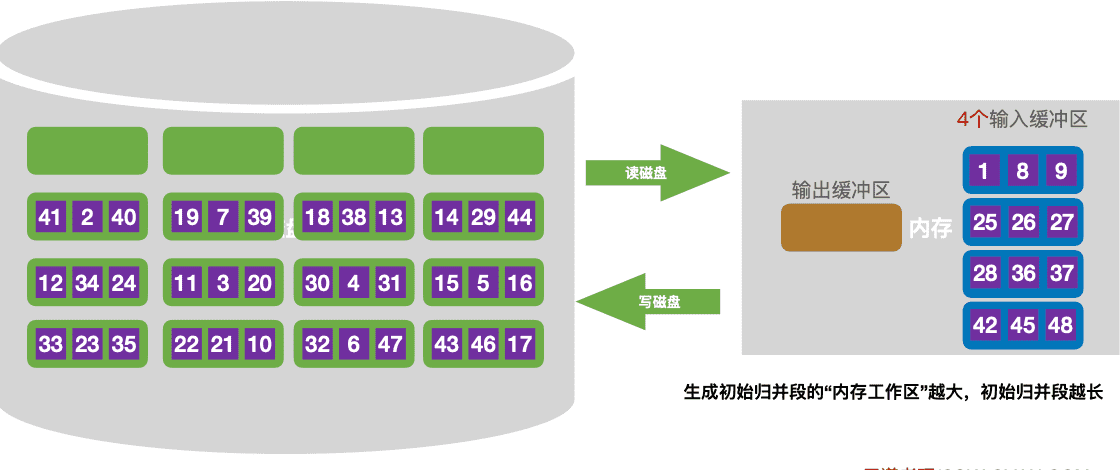 4个输入缓冲区
1 8 9
读磁盘
输出缓冲区
41 2 40 19 7 39 18 38 13 14 29 44
盘
25 26 27
内存
12 34 24 11 3 20 30 4 31 15 5 16
28 36 37
写磁盘
33 23 35 22 21 10 32 6 47 43 46 17
42 45 48
生成初始归并段的“内存工作区”越大，初始归并段越长